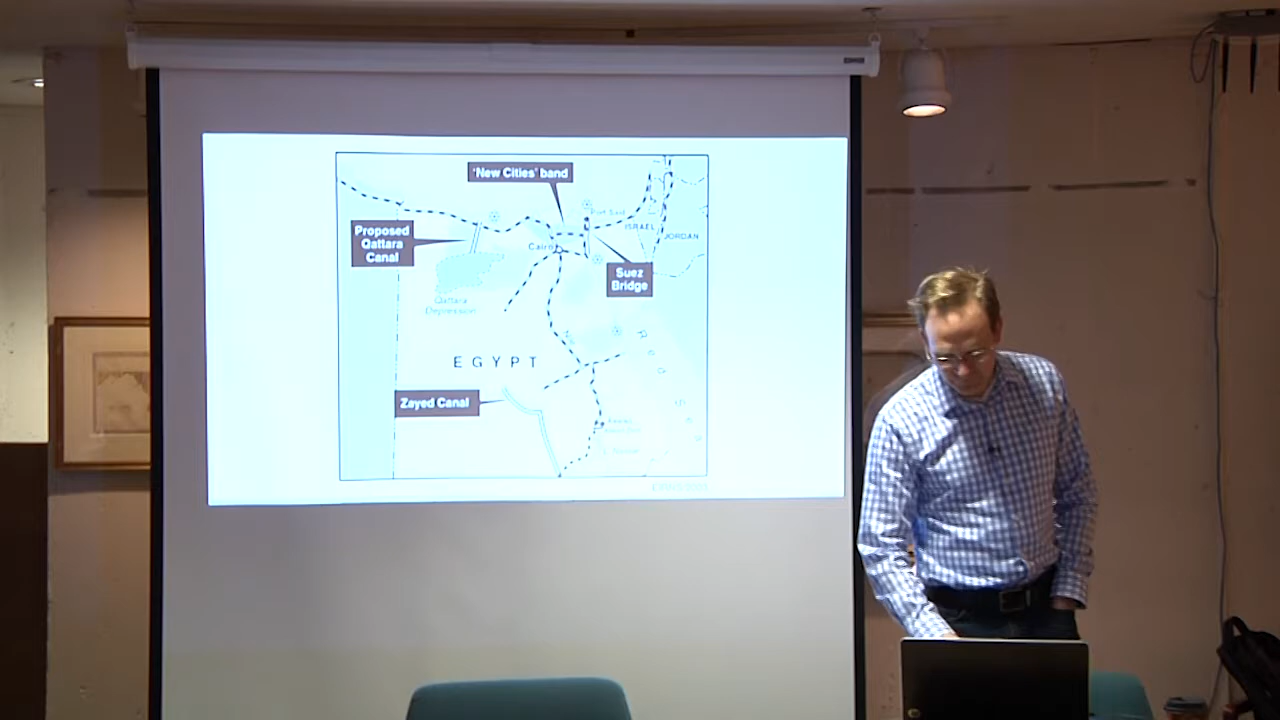 'New Cities' band
Port Said
ISRAEL
JORDAN
Proposed
Qattara
Canal
Cairo
Suez
Bridge
Qattara
Depression
EGYPT
Zayed Canal